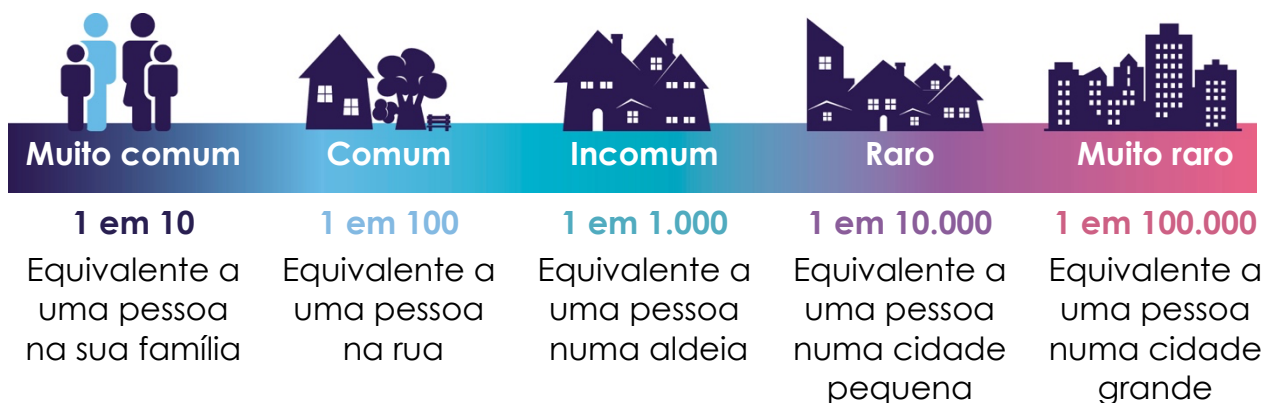 Muito comum
Comum
Incomum
Raro
Muito raro
1 em 10
1 em 100
1 em 1.000
1 em 10.000
1 em 100.000
Equivalente a
uma pessoa
na sua família
Equivalente a
uma pessoa
na rua
Equivalente a
uma pessoa
numa aldeia
Equivalente a
uma pessoa
numa cidade
pequena
Equivalente a
uma pessoa
numa cidade
grande